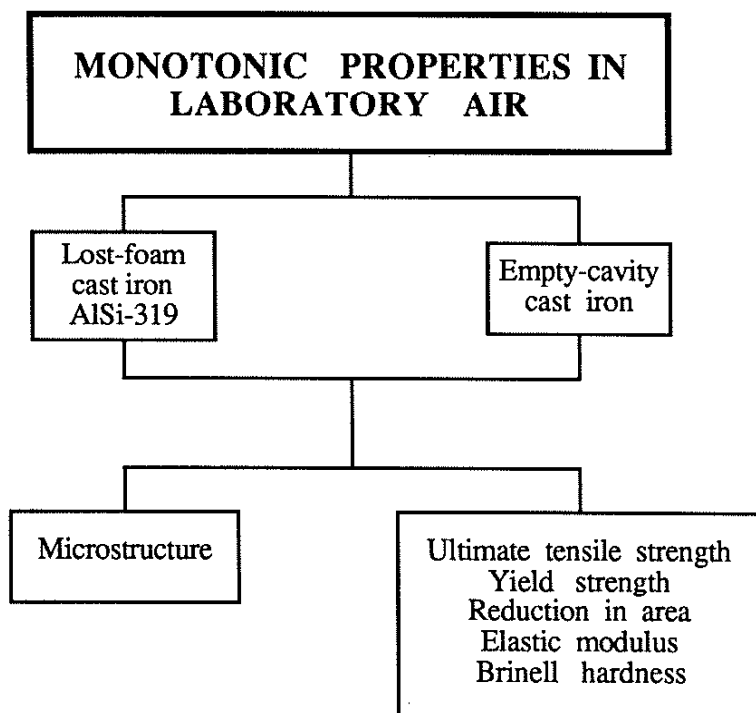 MONOTONIC PROPERTIES IN
LABORATORY AIR
Lost-foam
cast iron
AlSi-319
Empty-cavity
cast iron
Microstructure
Ultimate tensile strength
Yield strength
Reduction in area
Elastic modulus
Brinell hardness